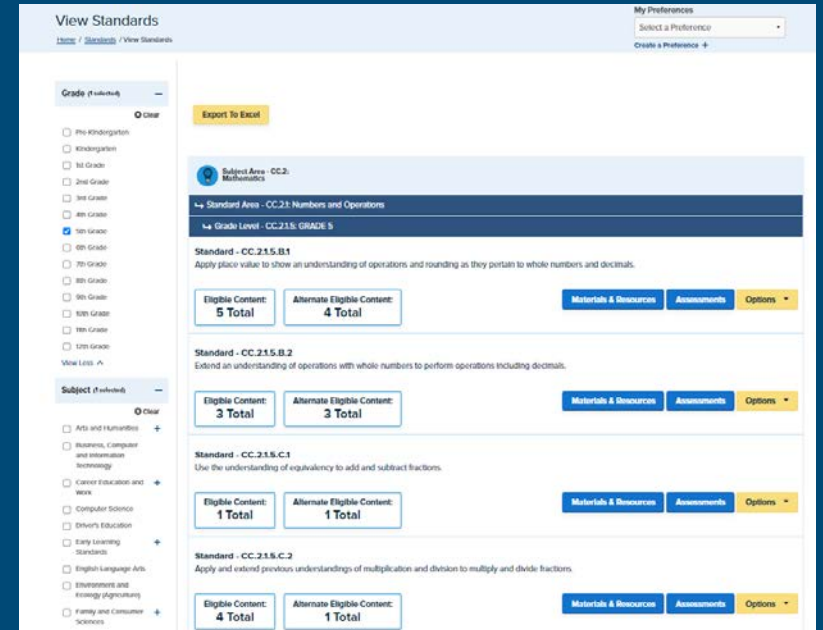 View Standards
Home / Standards / View Standards
My Preferences
Select a Preference
Create a Preference +
Grade (1 selected) −
Clear
Pre-Kindergarten
Kindergarten
1st Grade
2nd Grade
3rd Grade
4th Grade
5th Grade
6th Grade
7th Grade
8th Grade
9th Grade
10th Grade
11th Grade
12th Grade
View Less
Subject (1 selected) −
Clear
Arts and Humanities +
Business, Computer
and Information
Technology
Career Education and +
Work
Computer Science
Driver's Education
Early Learning +
Standards
English Language Arts
Environment and
Ecology (Agriculture)
Family and Consumer +
Sciences
Export To Excel
Subject Area - CC.2:
Mathematics
Standard Area - CC.2.1: Numbers and Operations
Grade Level - CC.2.1.5: GRADE 5
Standard - CC.2.1.5.B.1
Apply place value to show an understanding of operations and rounding as they pertain to whole numbers and decimals.
Eligible Content:
5 Total
Alternate Eligible Content:
4 Total
Materials & Resources
Assessments
Options
Standard - CC.2.1.5.B.2
Extend an understanding of operations with whole numbers to perform operations including decimals.
Eligible Content:
3 Total
Alternate Eligible Content:
3 Total
Materials & Resources
Assessments
Options
Standard - CC.2.1.5.C.1
Use the understanding of equivalency to add and subtract fractions.
Eligible Content:
1 Total
Alternate Eligible Content:
1 Total
Materials & Resources
Assessments
Options
Standard - CC.2.1.5.C.2
Apply and extend previous understandings of multiplication and division to multiply and divide fractions.
Eligible Content:
4 Total
Alternate Eligible Content:
1 Total
Materials & Resources
Assessments
Options